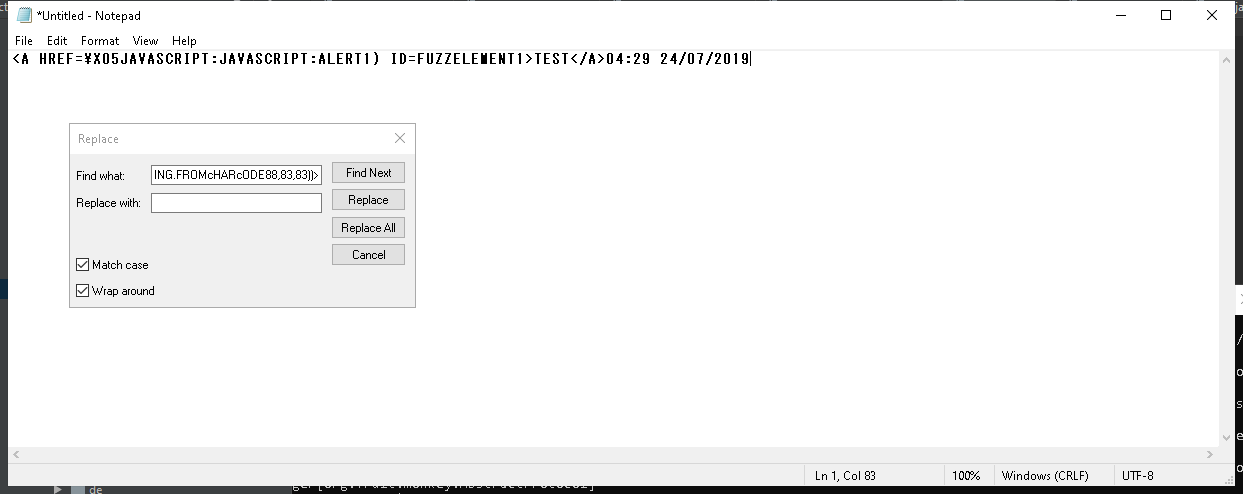 *Untitled - Notepad
File Edit Format View Help
<A HREF=¥X05JAVASCRIPT:JAVASCRIPT:ALERT1) ID=FUZZELEMENT1>TEST</A>04:29 24/07/2019
Replace
Find what: ING.FROMcHARcODE88,83,83))>
Find Next
Replace with:
Replace
Replace All
Cancel
Match case
Wrap around
Ln 1, Col 83 100% Windows (CRLF) UTF-8
de